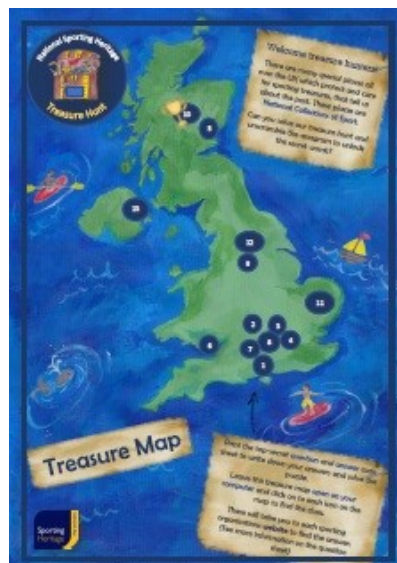 National Sporting Heritage
Treasure Hunt
Welcome treasure hunters!
There are many special places all
over the UK which protect and care
for sporting treasures, that tell us
about the past. These places are
National Collections of Sport.
Can you solve our treasure hunt and
unscramble the anagram to unlock
the secret word?
Treasure Map
Print the top-secret question and answer
sheet to write down your answers and solve the
puzzle.
Leave the treasure map open on your
computer and click on to each icon on the
map to find the clues.
These will take you to each sporting
organisations website to find the answer.
(See more information on the question
sheet)
Sporting
Heritage